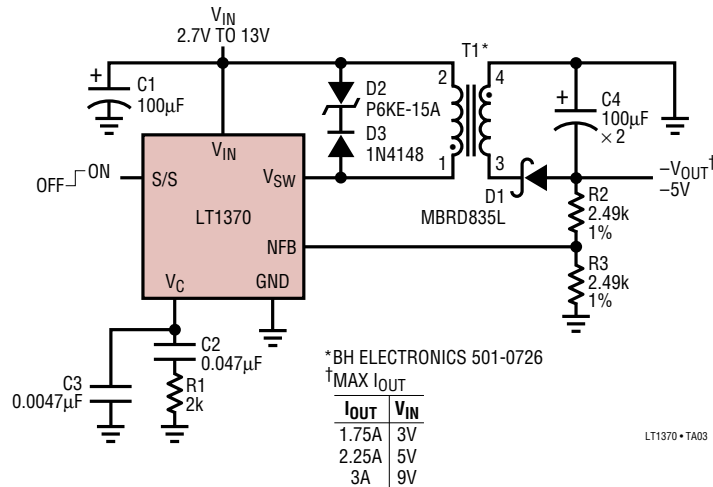 VIN
2.7V TO 13V
T1*
+
C1
100µF
D2
P6KE-15A
D3
1N4148
2
4
1
3
+
C4
100µF
× 2
VIN
OFF
ON
S/S
VSW
LT1370
NFB
VC
GND
D1
MBRD835L
–VOUT†
–5V
R2
2.49k
1%
R3
2.49k
1%
C2
0.047µF
C3
0.0047µF
R1
2k
*BH ELECTRONICS 501-0726
†MAX IOUT
IOUT VIN
1.75A 3V
2.25A 5V
3A 9V
LT1370 • TA03